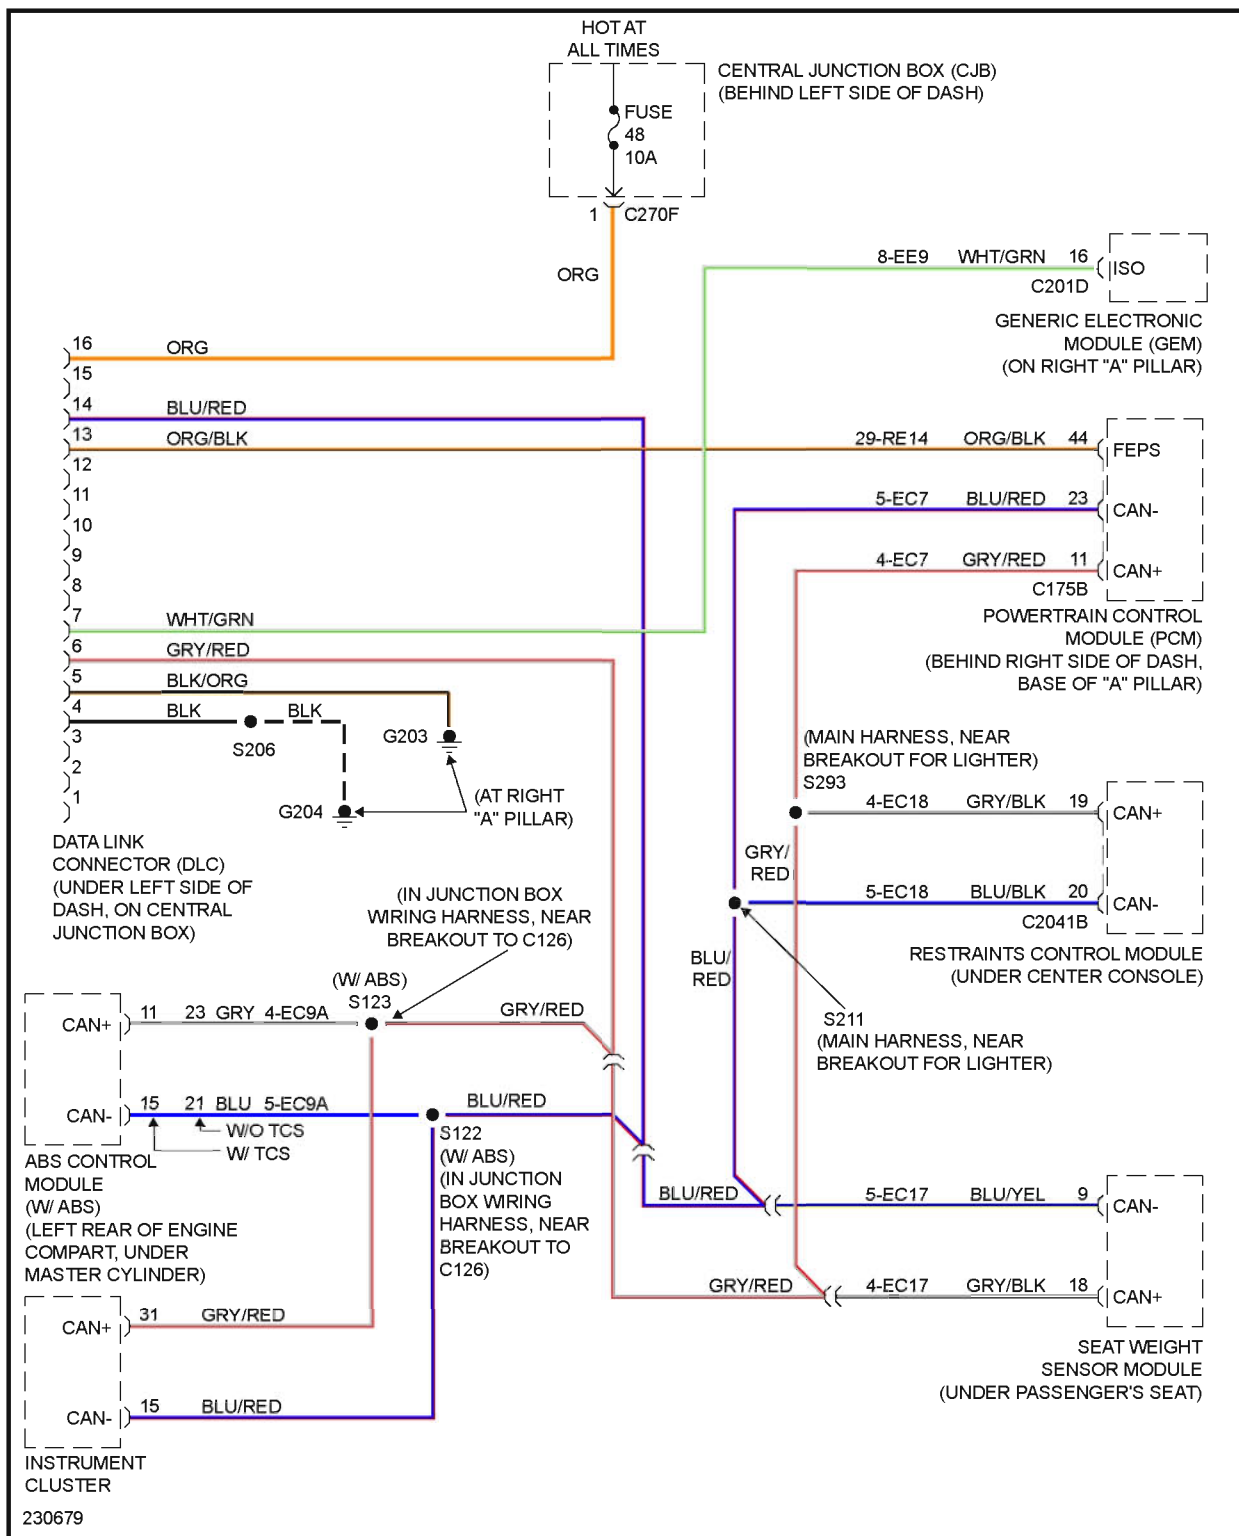 HOT AT
ALL TIMES
CENTRAL JUNCTION BOX (CJB)
(BEHIND LEFT SIDE OF DASH)
FUSE
48
10A
1 C270F
ORG
8-EE9 WHT/GRN 16
ISO
C201D
GENERIC ELECTRONIC
MODULE (GEM)
(ON RIGHT "A" PILLAR)
16 ORG
15
14 BLU/RED
13 ORG/BLK
12
11
10
9
8
7 WHT/GRN
6 GRY/RED
5 BLK/ORG
4 BLK BLK
3
2
1
S206
G203
G204
(AT RIGHT
"A" PILLAR)
DATA LINK
CONNECTOR (DLC)
(UNDER LEFT SIDE OF
DASH, ON CENTRAL
JUNCTION BOX)
29-RE14 ORG/BLK 44
FEPS
5-EC7 BLU/RED 23
CAN-
4-EC7 GRY/RED 11
CAN+
C175B
POWERTRAIN CONTROL
MODULE (PCM)
(BEHIND RIGHT SIDE OF DASH,
BASE OF "A" PILLAR)
(MAIN HARNESS, NEAR
BREAKOUT FOR LIGHTER)
S293
4-EC18 GRY/BLK 19
CAN+
GRY/
RED
5-EC18 BLU/BLK 20
CAN-
C2041B
RESTRAINTS CONTROL MODULE
(UNDER CENTER CONSOLE)
BLU/
RED
S211
(MAIN HARNESS, NEAR
BREAKOUT FOR LIGHTER)
(IN JUNCTION BOX
WIRING HARNESS, NEAR
BREAKOUT TO C126)
(W/ ABS)
S123
CAN+
11 23 GRY 4-EC9A
GRY/RED
CAN-
15 21 BLU 5-EC9A
BLU/RED
W/O TCS
W/ TCS
S122
(W/ ABS)
(IN JUNCTION
BOX WIRING
HARNESS, NEAR
BREAKOUT TO
C126)
ABS CONTROL
MODULE
(W/ ABS)
(LEFT REAR OF ENGINE
COMPART, UNDER
MASTER CYLINDER)
BLU/RED
5-EC17 BLU/YEL 9
CAN-
GRY/RED
4-EC17 GRY/BLK 18
CAN+
SEAT WEIGHT
SENSOR MODULE
(UNDER PASSENGER'S SEAT)
CAN+
31 GRY/RED
CAN-
15 BLU/RED
INSTRUMENT
CLUSTER
230679